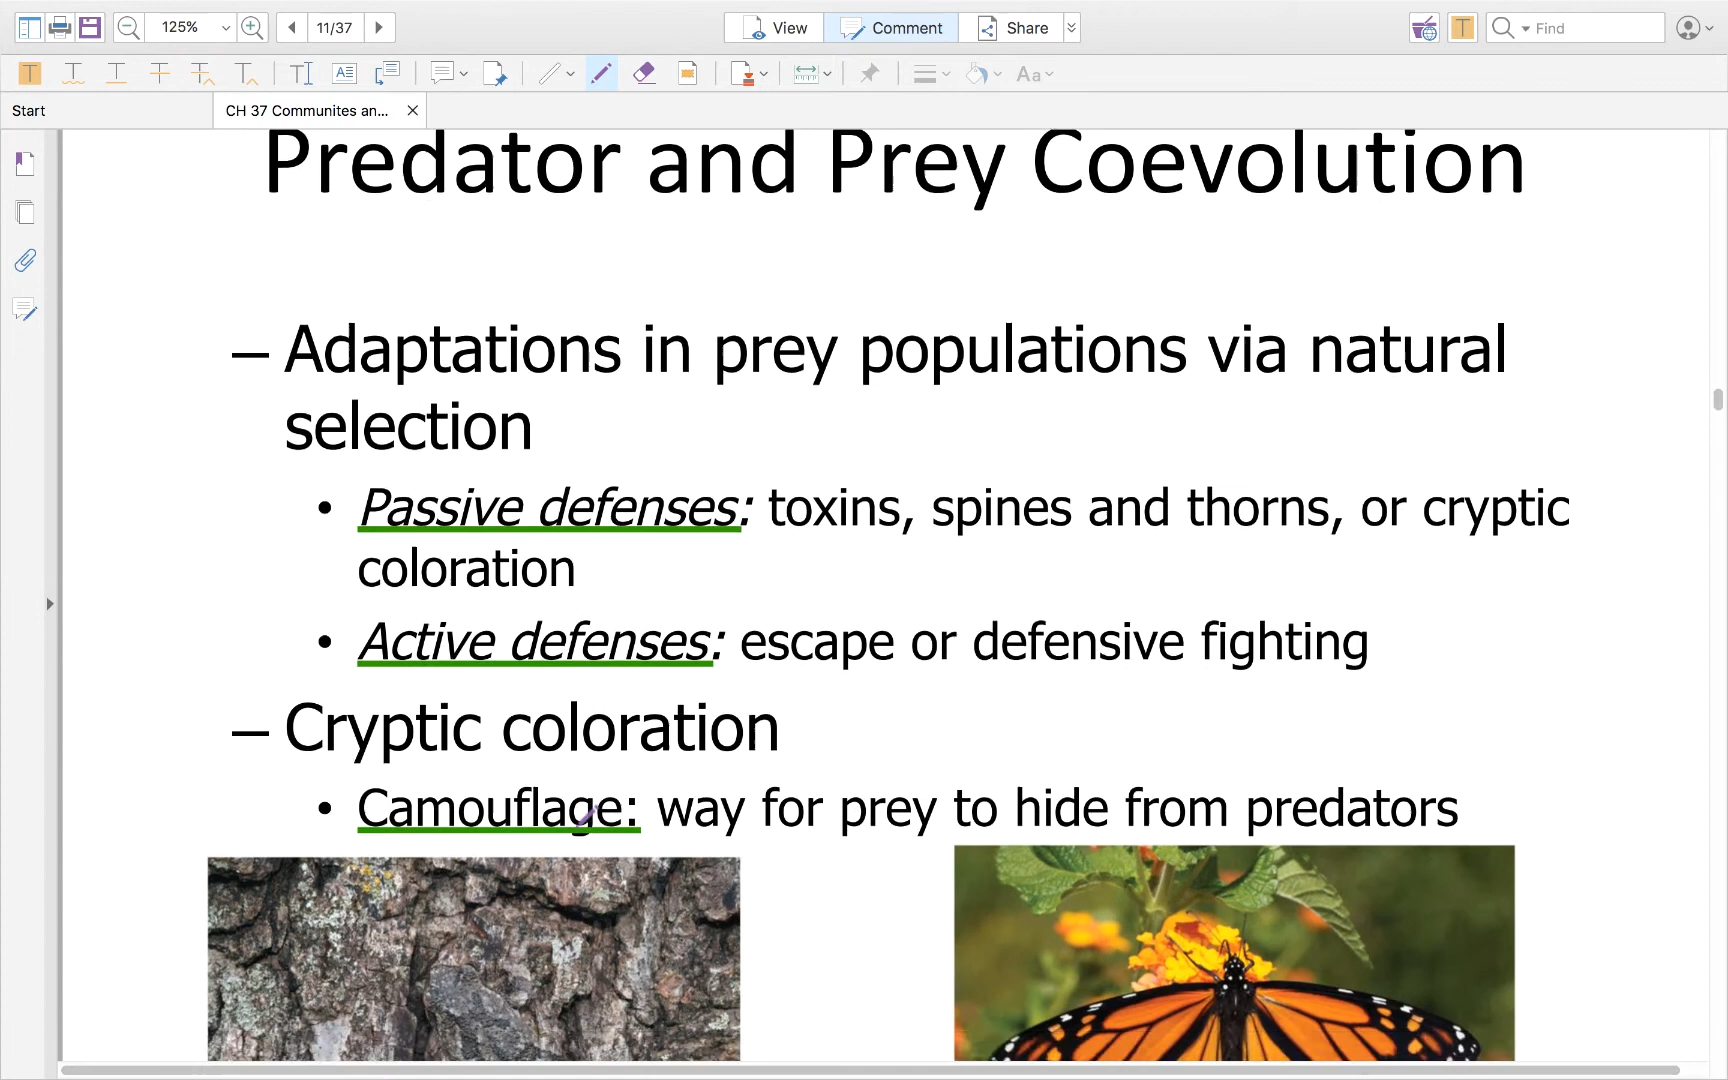 125%
11/37
View
Comment
Share
Find
Start
CH 37 Communites an...
Predator and Prey Coevolution
– Adaptations in prey populations via natural
selection
• Passive defenses: toxins, spines and thorns, or cryptic
coloration
• Active defenses: escape or defensive fighting
– Cryptic coloration
• Camouflage: way for prey to hide from predators